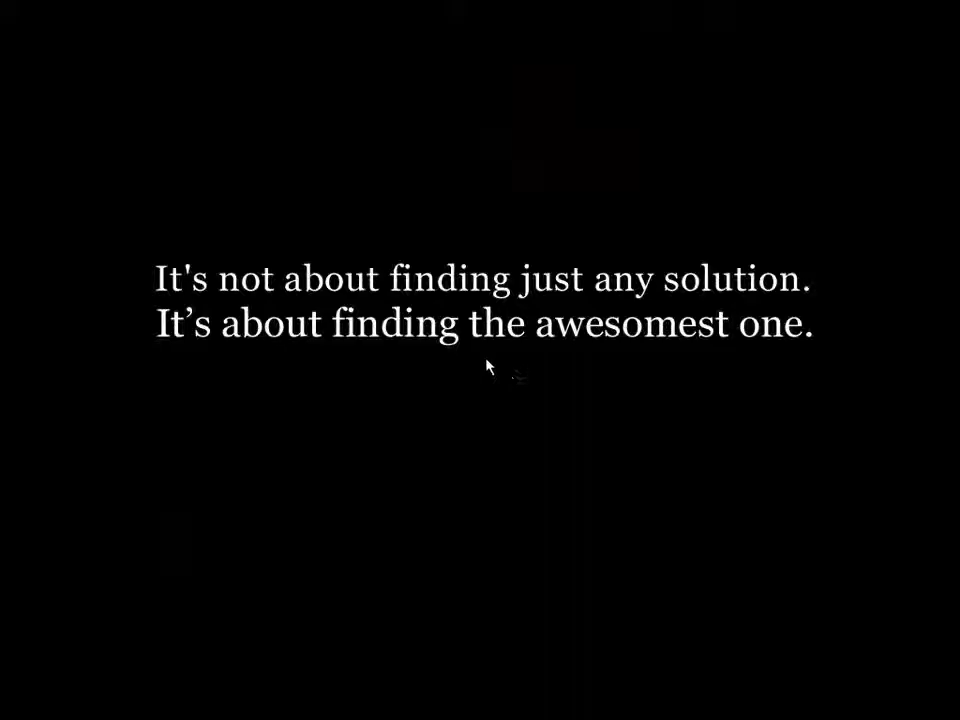 It's not about finding just any solution.
It’s about finding the awesomest one.